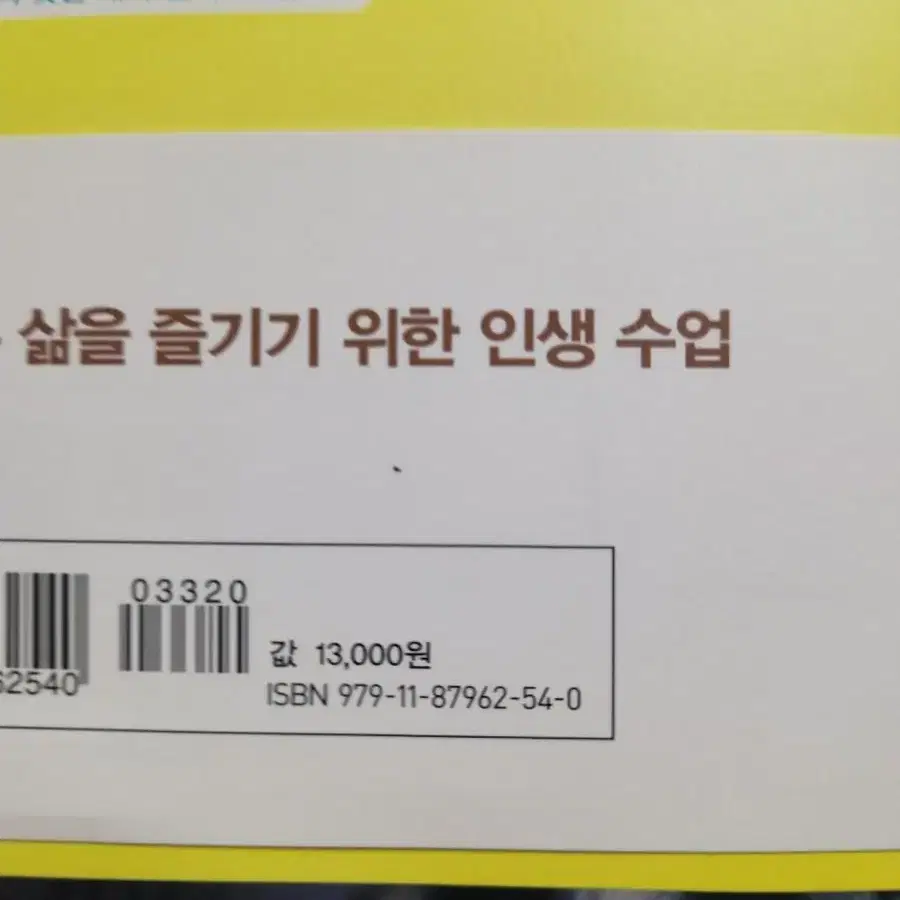 삶을 즐기기 위한 인생 수업
03320
값 13,000원
62540
ISBN 979-11-87962-54-0